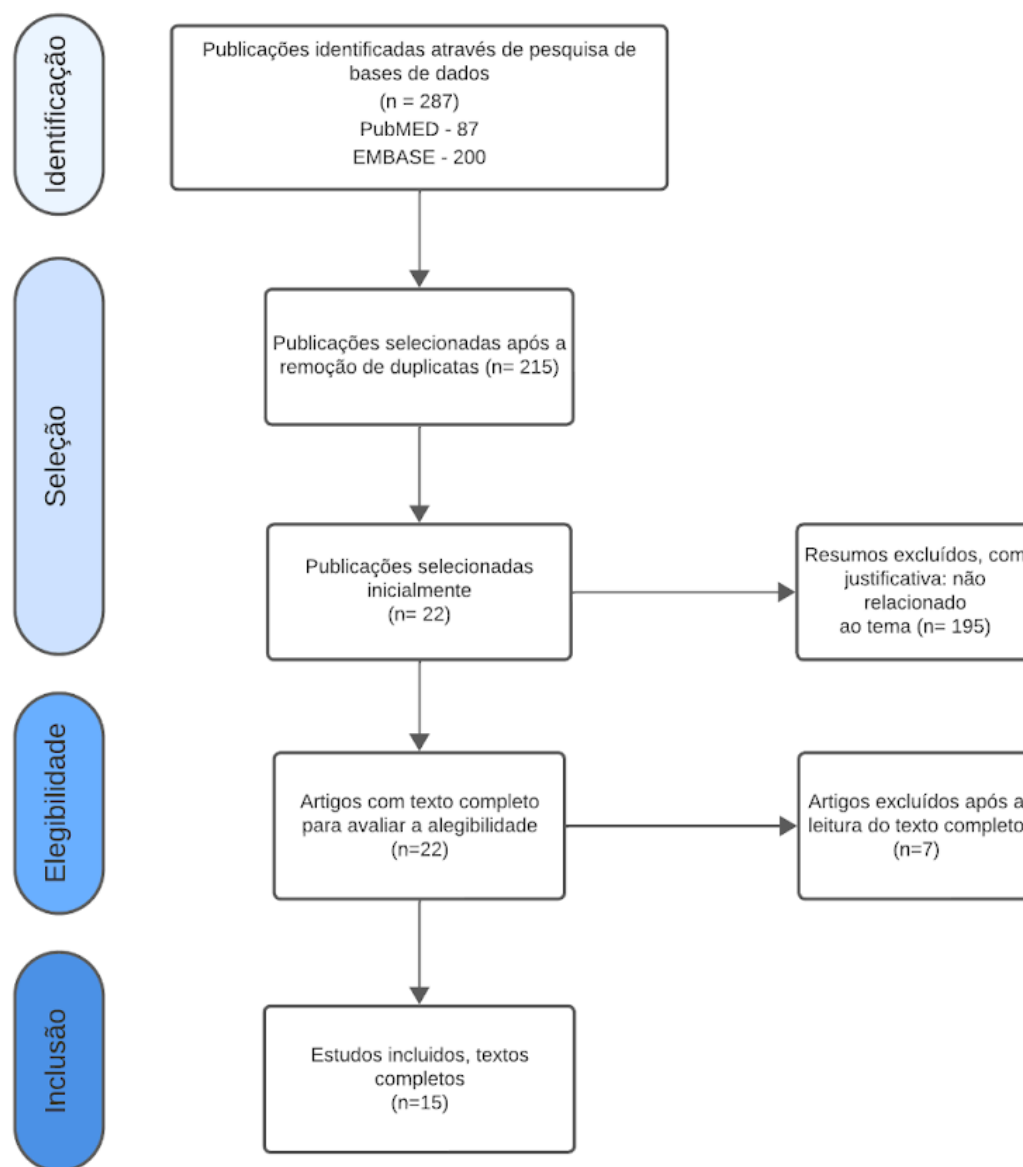 Identificação
Publicações identificadas através de pesquisa de
bases de dados
(n = 287)
PubMED - 87
EMBASE - 200
Seleção
Publicações selecionadas após a
remoção de duplicatas (n= 215)
Publicações selecionadas
inicialmente
(n= 22)
Resumos excluídos, com
justificativa: não
relacionado
ao tema (n= 195)
Elegibilidade
Artigos com texto completo
para avaliar a alegibilidade
(n=22)
Artigos excluídos após a
leitura do texto completo
(n=7)
Inclusão
Estudos incluidos, textos
completos
(n=15)